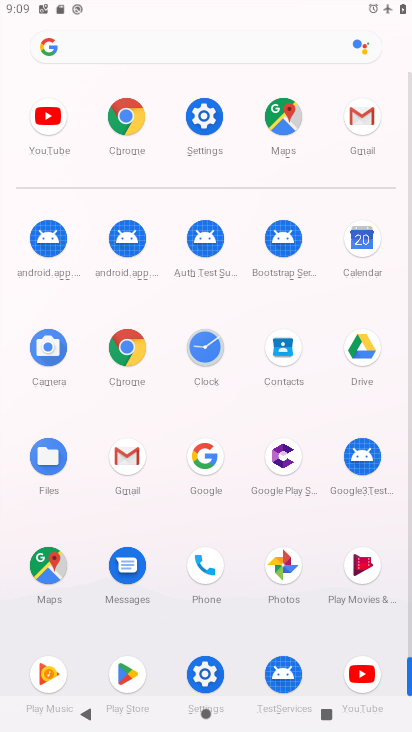 9:09
YouTube Chrome Settings Maps Gmail
android.app.... android.app.... Auth Test Su... Bootstrap Ser... Calendar
20
Camera Chrome Clock Contacts Drive
Files Gmail Google Google Play S... Google3Test...
Maps Messages Phone Photos Play Movies & ...
Play Music Play Store Settings TestServices YouTube